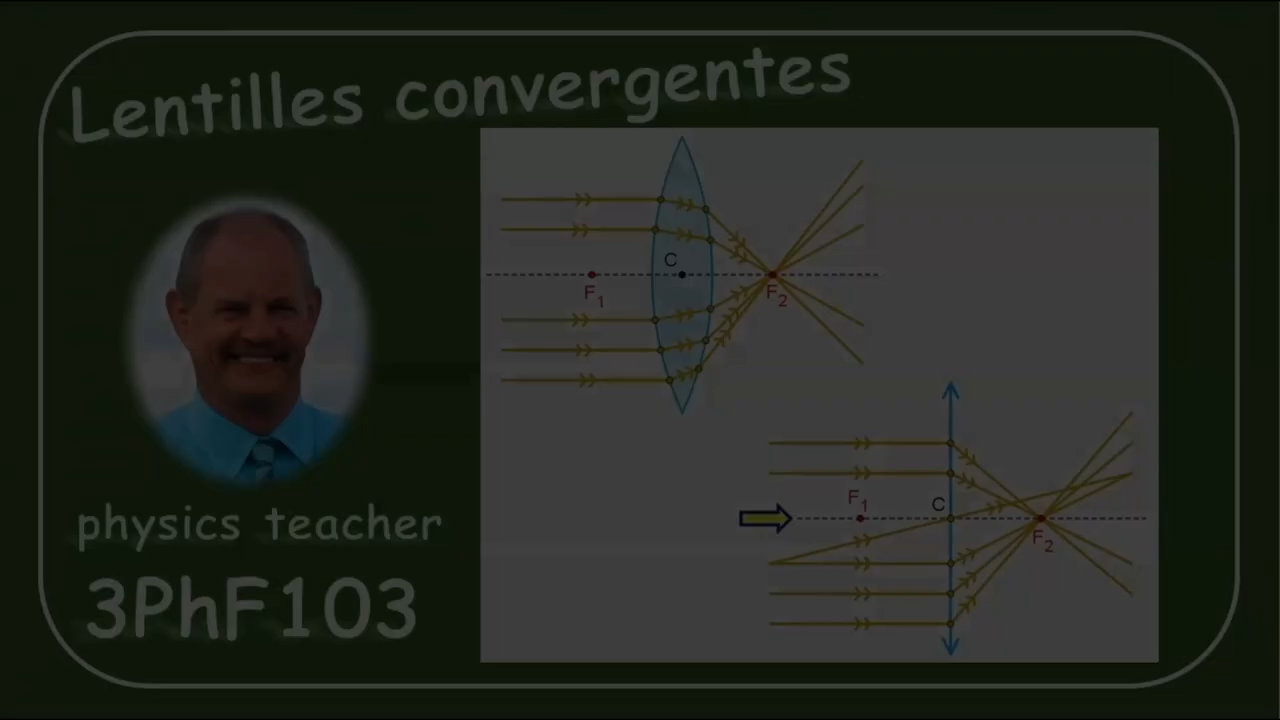 Lentilles convergentes
C
F1
F2
physics teacher
3PhF103
F1
C
F2